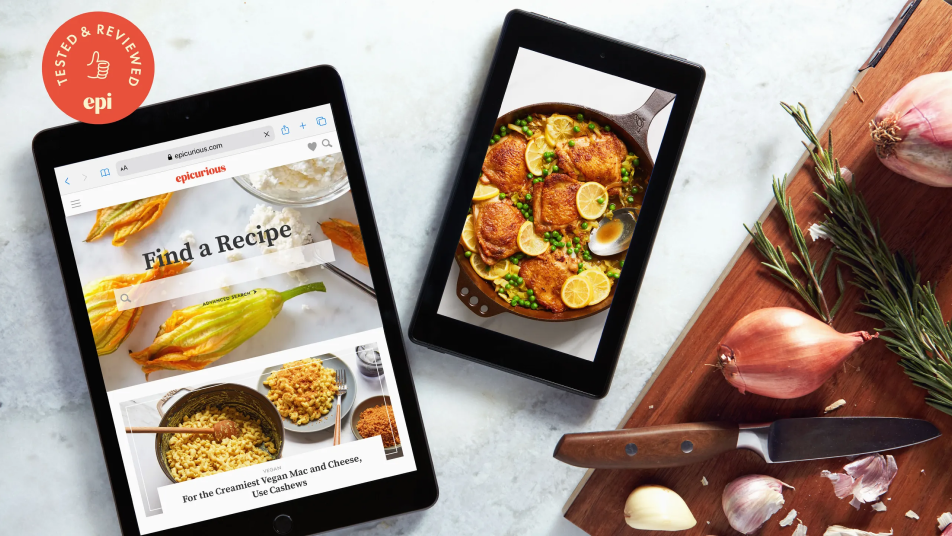 TESTED & REVIEWED
epi
AA epicurious.com
epicurious
Find a Recipe
ADVANCED SEARCH
VEGAN
For the Creamiest Vegan Mac and Cheese,
Use Cashews